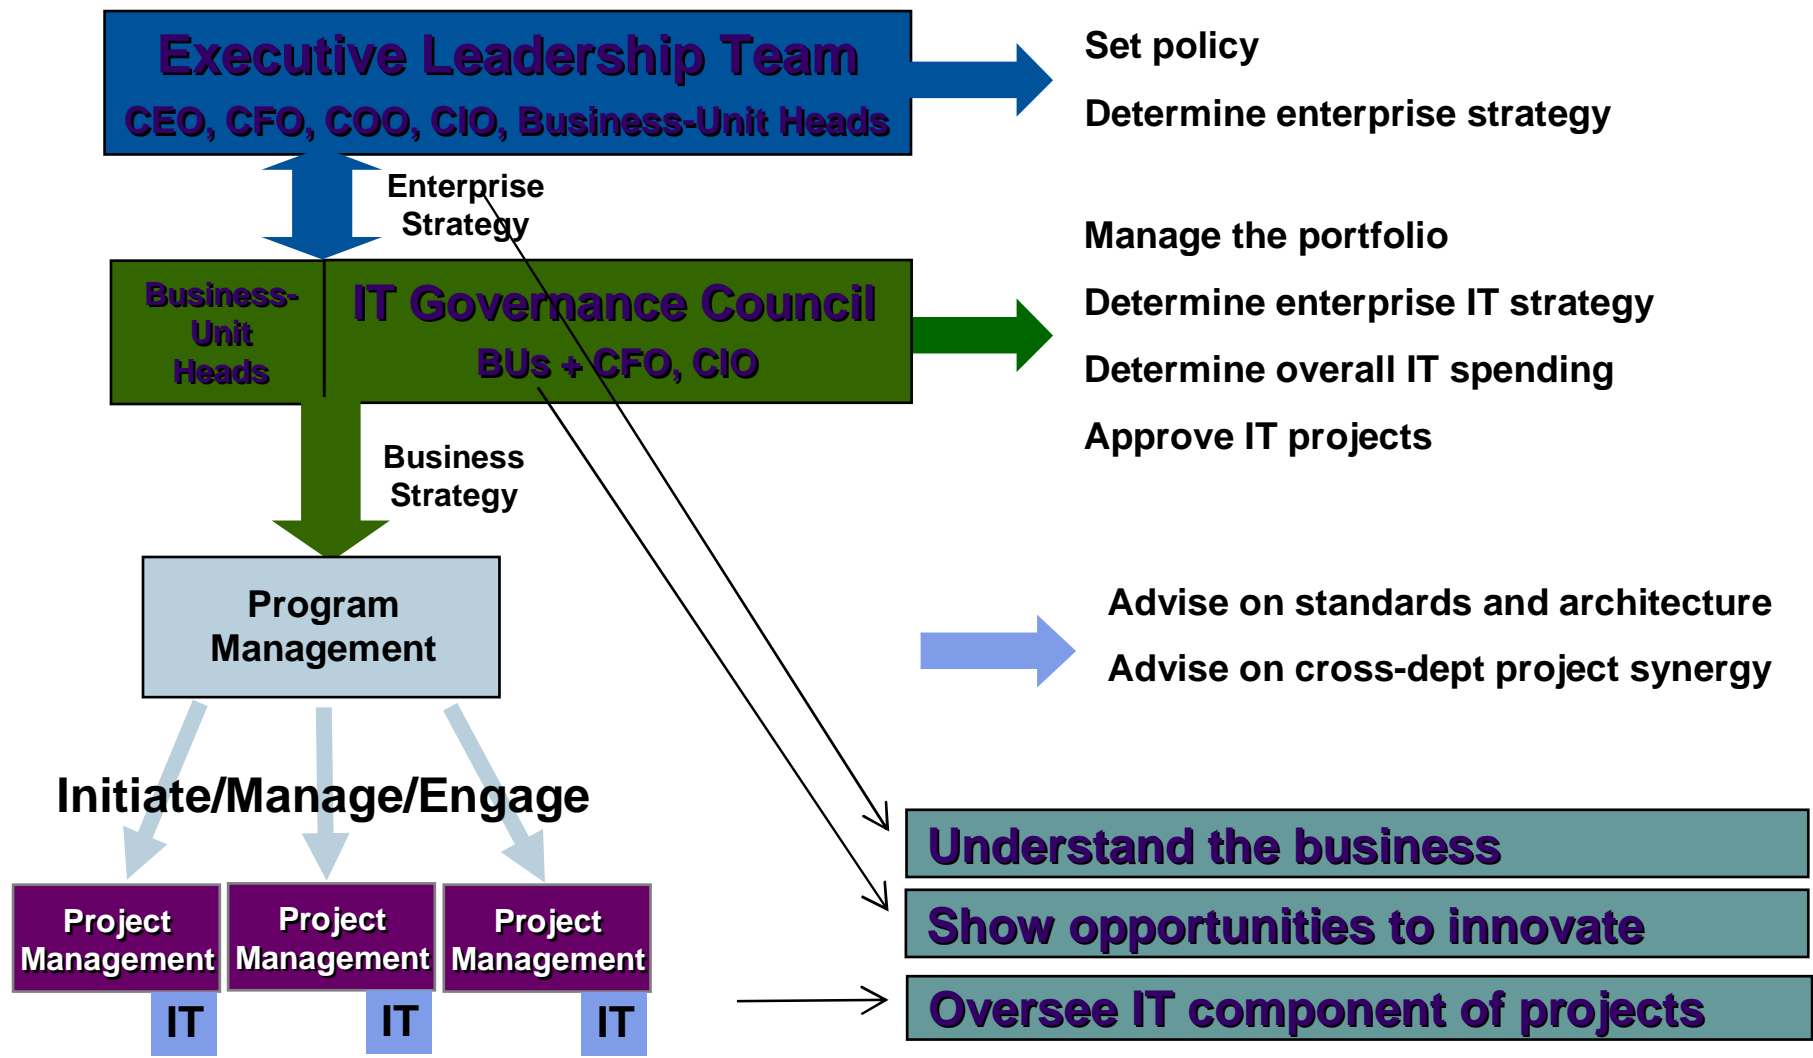 Executive Leadership Team
CEO, CFO, COO, CIO, Business-Unit Heads
Set policy
Determine enterprise strategy
Enterprise
Strategy
Business-
Unit
Heads
IT Governance Council
BUs + CFO, CIO
Manage the portfolio
Determine enterprise IT strategy
Determine overall IT spending
Approve IT projects
Business
Strategy
Program
Management
Advise on standards and architecture
Advise on cross-dept project synergy
Initiate/Manage/Engage
Project
Management
IT
Project
Management
IT
Project
Management
IT
Understand the business
Show opportunities to innovate
Oversee IT component of projects